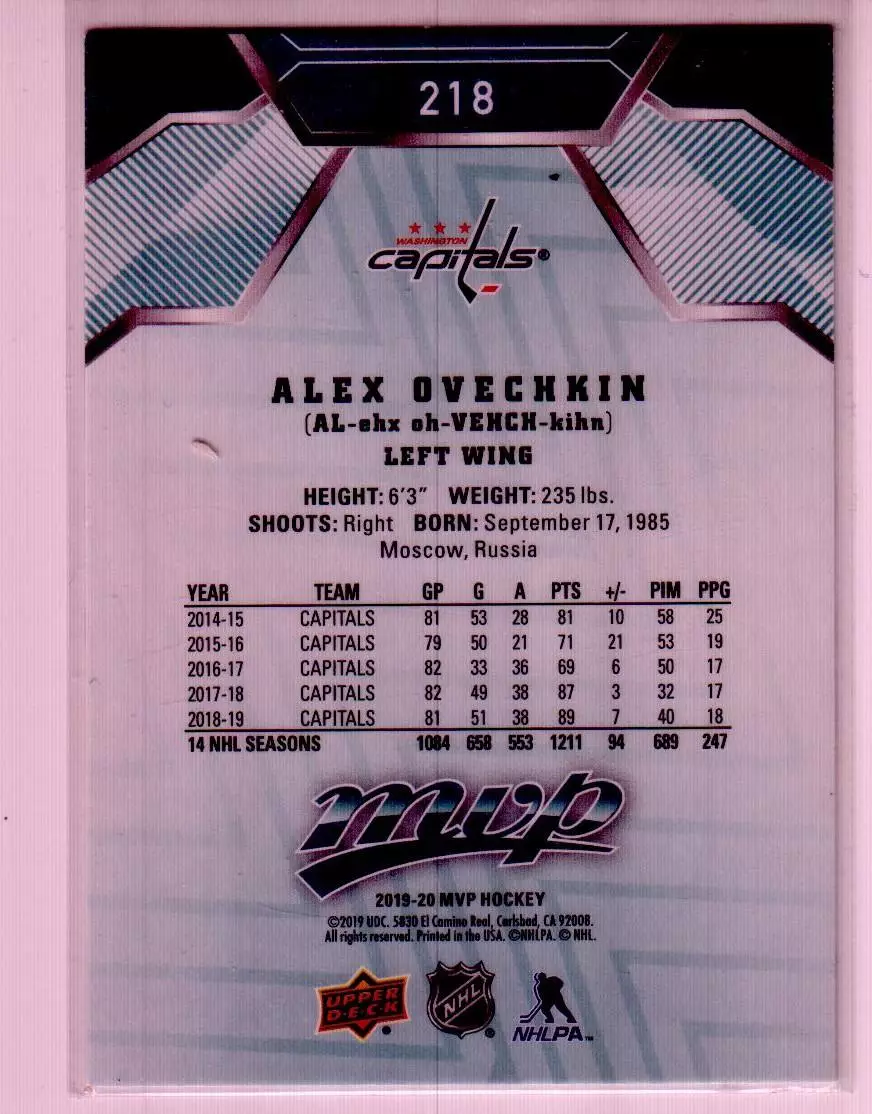 218
WASHINGTON
capitals®
ALEX OVECHKIN
(AL-ehx oh-VEHCH-kihn)
LEFT WING
HEIGHT: 6'3" WEIGHT: 235 lbs.
SHOOTS: Right BORN: September 17, 1985
Moscow, Russia
YEAR TEAM GP G A PTS +/- PIM PPG
2014-15 CAPITALS 81 53 28 81 10 58 25
2015-16 CAPITALS 79 50 21 71 21 53 19
2016-17 CAPITALS 82 33 36 69 6 50 17
2017-18 CAPITALS 82 49 38 87 3 32 17
2018-19 CAPITALS 81 51 38 89 7 40 18
14 NHL SEASONS 1084 658 553 1211 94 689 247
mvp
2019-20 MVP HOCKEY
©2019 UDC. 5830 El Camino Real, Carlsbad, CA 92008.
All rights reserved. Printed in the USA. ©NHLPA. © NHL.
UPPER
D·E·C·K
NHL
NHLPA™